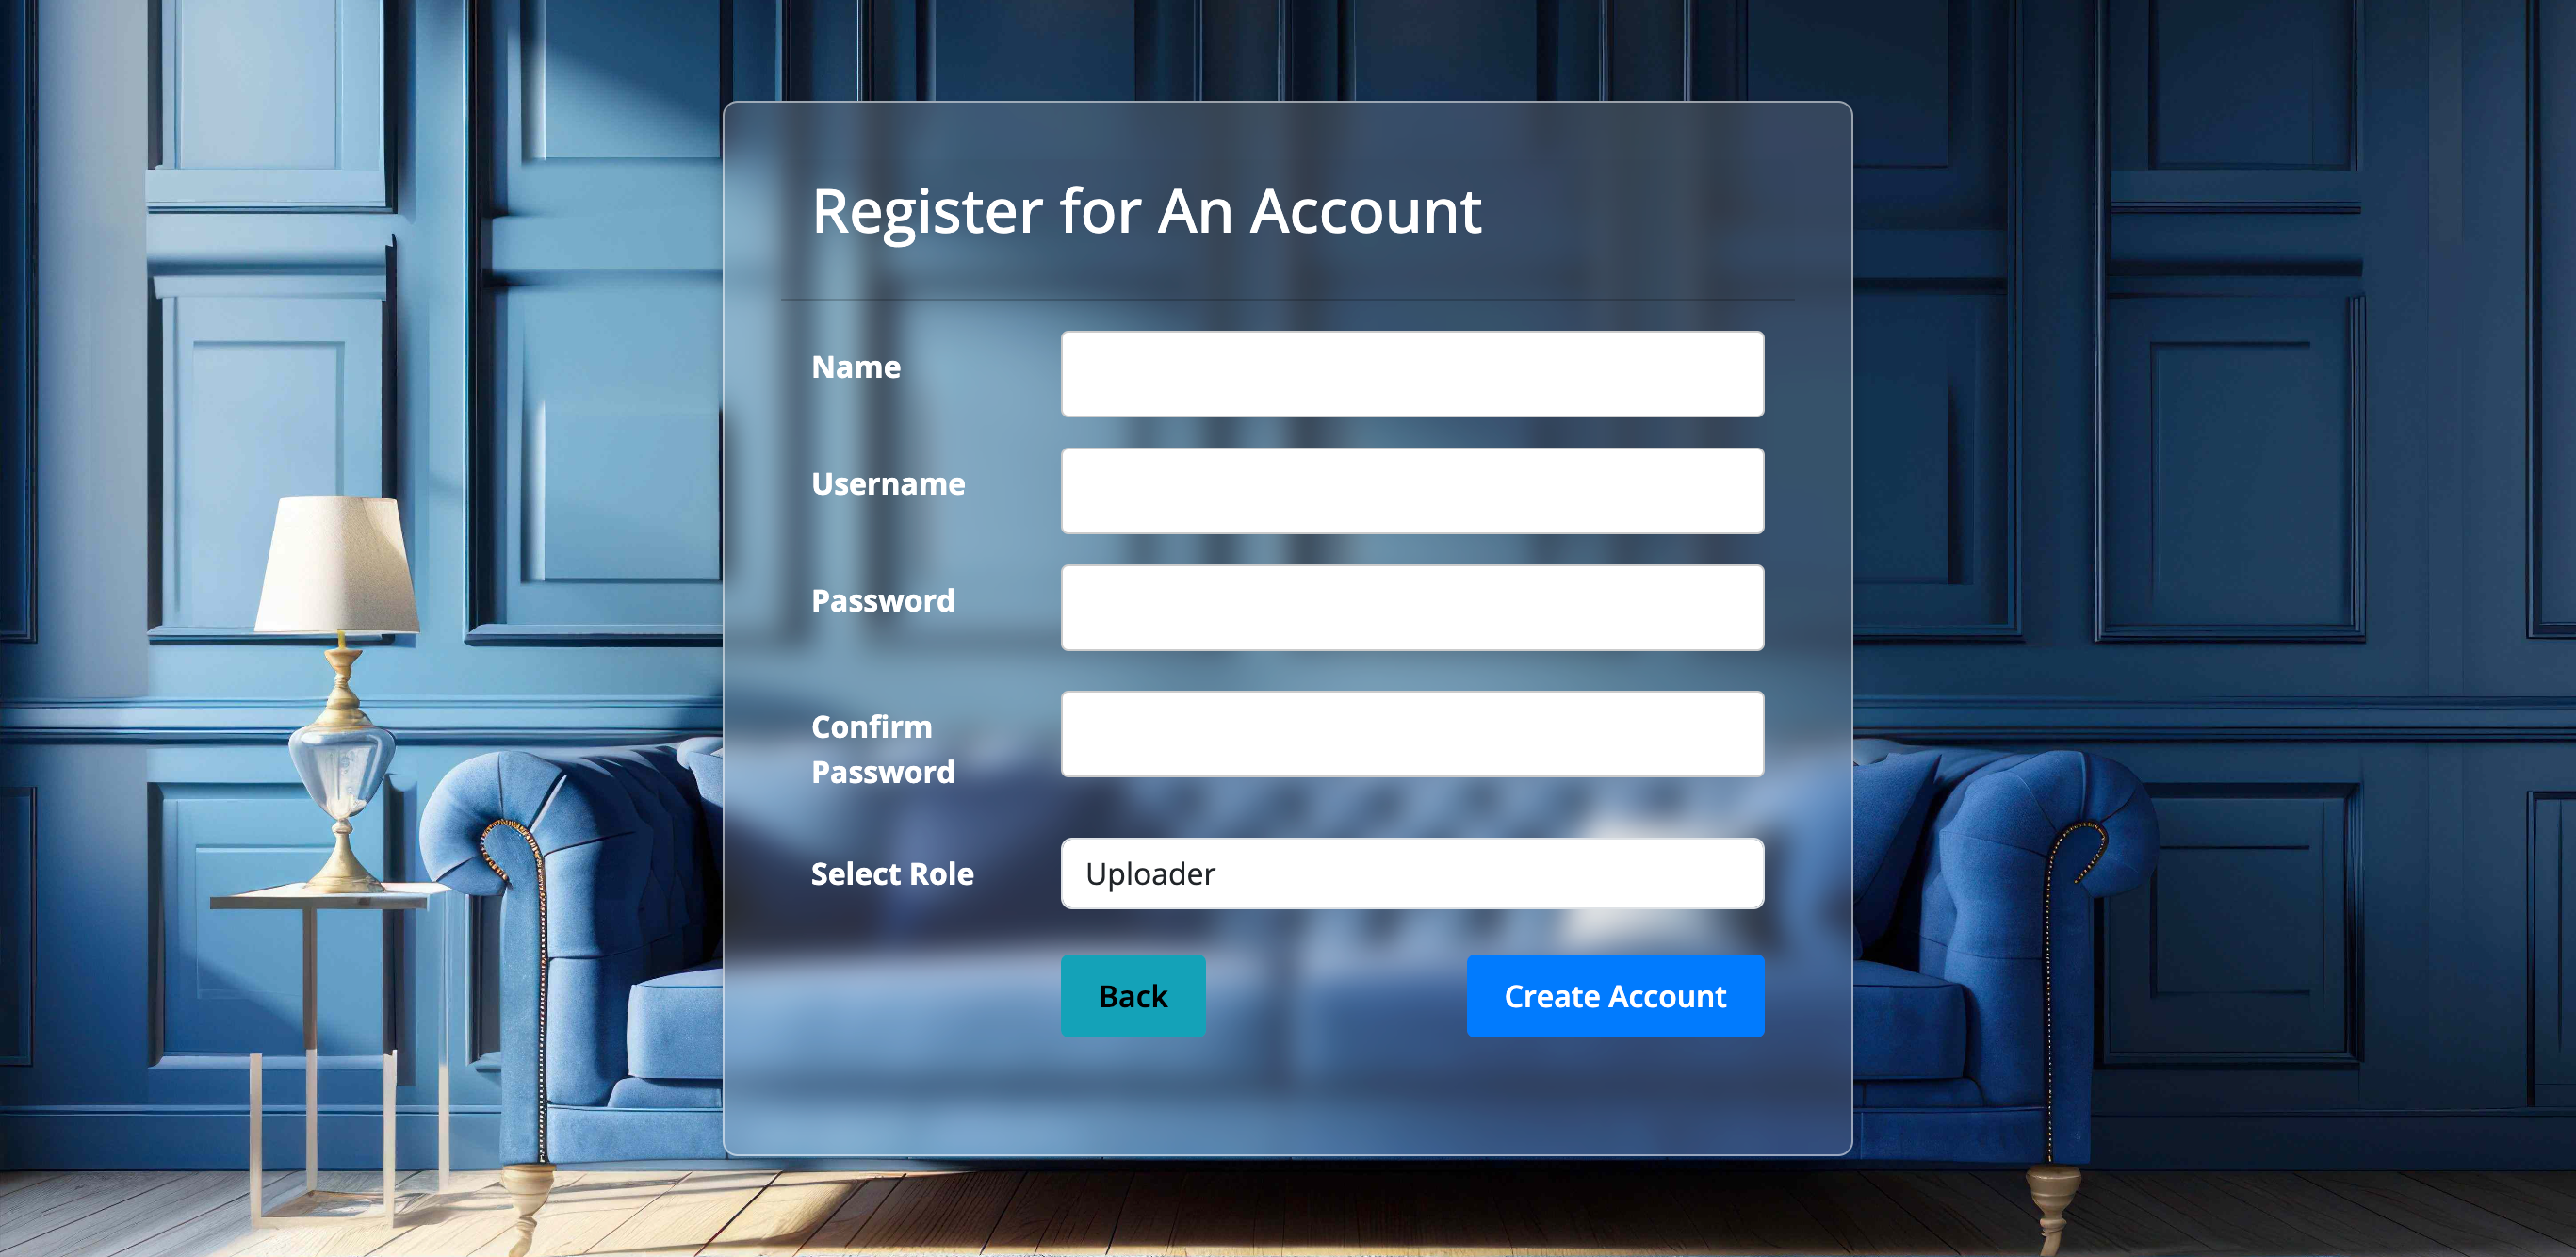 Register for An Account
Name
Username
Password
Confirm
Password
Select Role
Uploader
Back
Create Account